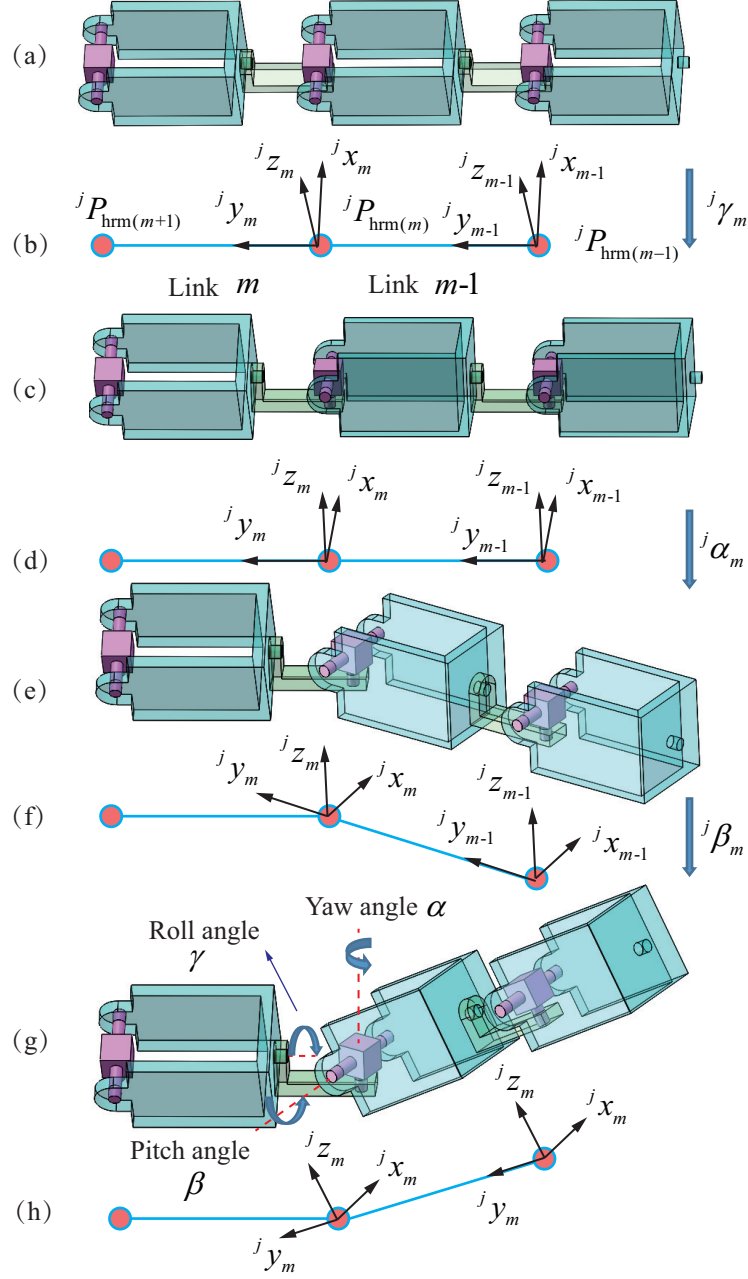 (a)
j z_m j x_m j z_{m-1} j x_{m-1}
j P_{hrm(m+1)} j y_m j P_{hrm(m)} j y_{m-1} j γ_m
(b) j P_{hrm(m-1)}
Link m Link m-1
(c)
j z_m j x_m j z_{m-1} j x_{m-1}
j y_m j y_{m-1} j α_m
(d)
(e)
j y_m j z_m j x_m j z_{m-1}
(f) j y_{m-1} j x_{m-1} j β_m
Yaw angle α
Roll angle
γ
(g)
Pitch angle
β
j z_m j x_m j z_m j x_m
(h) j y_m j y_m